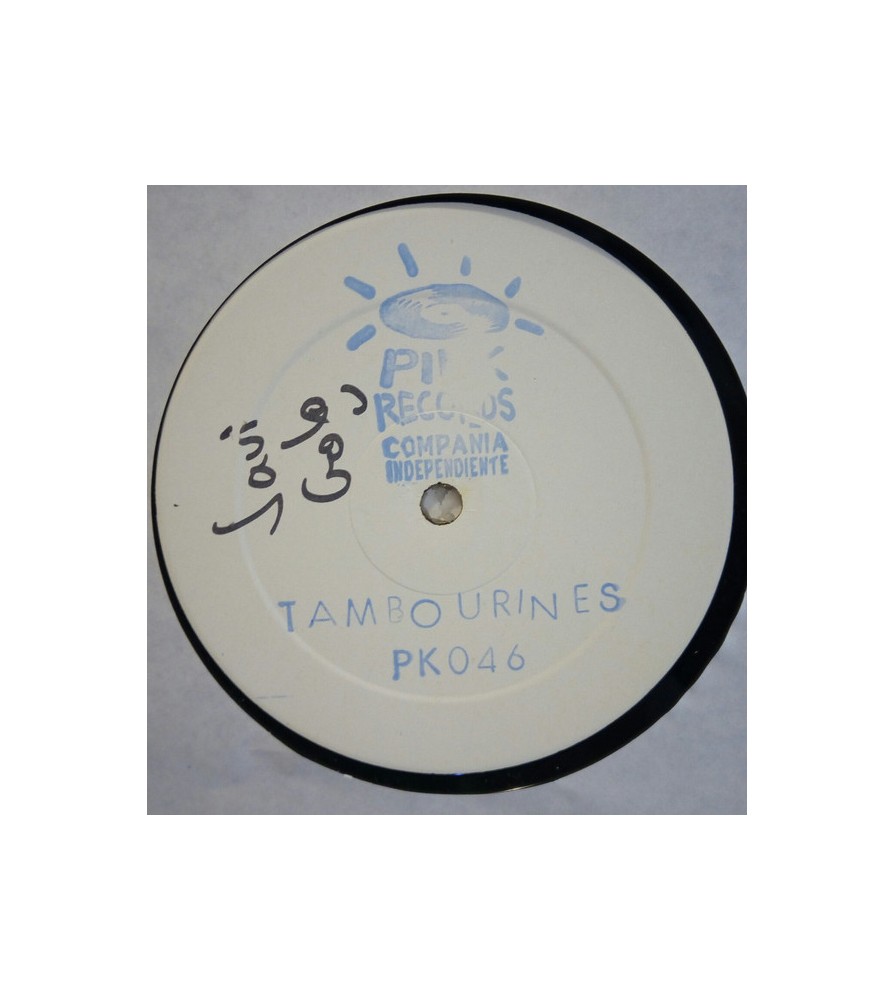 PINK
RECORDS
COMPANIA
INDEPENDIENTE
TAMBOURINES
PK046